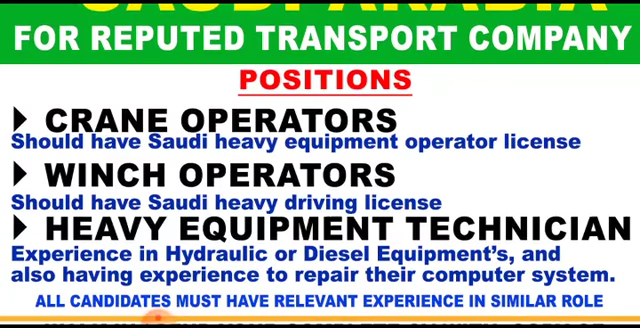 SAUDI ARABIA
FOR REPUTED TRANSPORT COMPANY
POSITIONS
CRANE OPERATORS
Should have Saudi heavy equipment operator license
WINCH OPERATORS
Should have Saudi heavy driving license
HEAVY EQUIPMENT TECHNICIAN
Experience in Hydraulic or Diesel Equipment's, and
also having experience to repair their computer system.
ALL CANDIDATES MUST HAVE RELEVANT EXPERIENCE IN SIMILAR ROLE